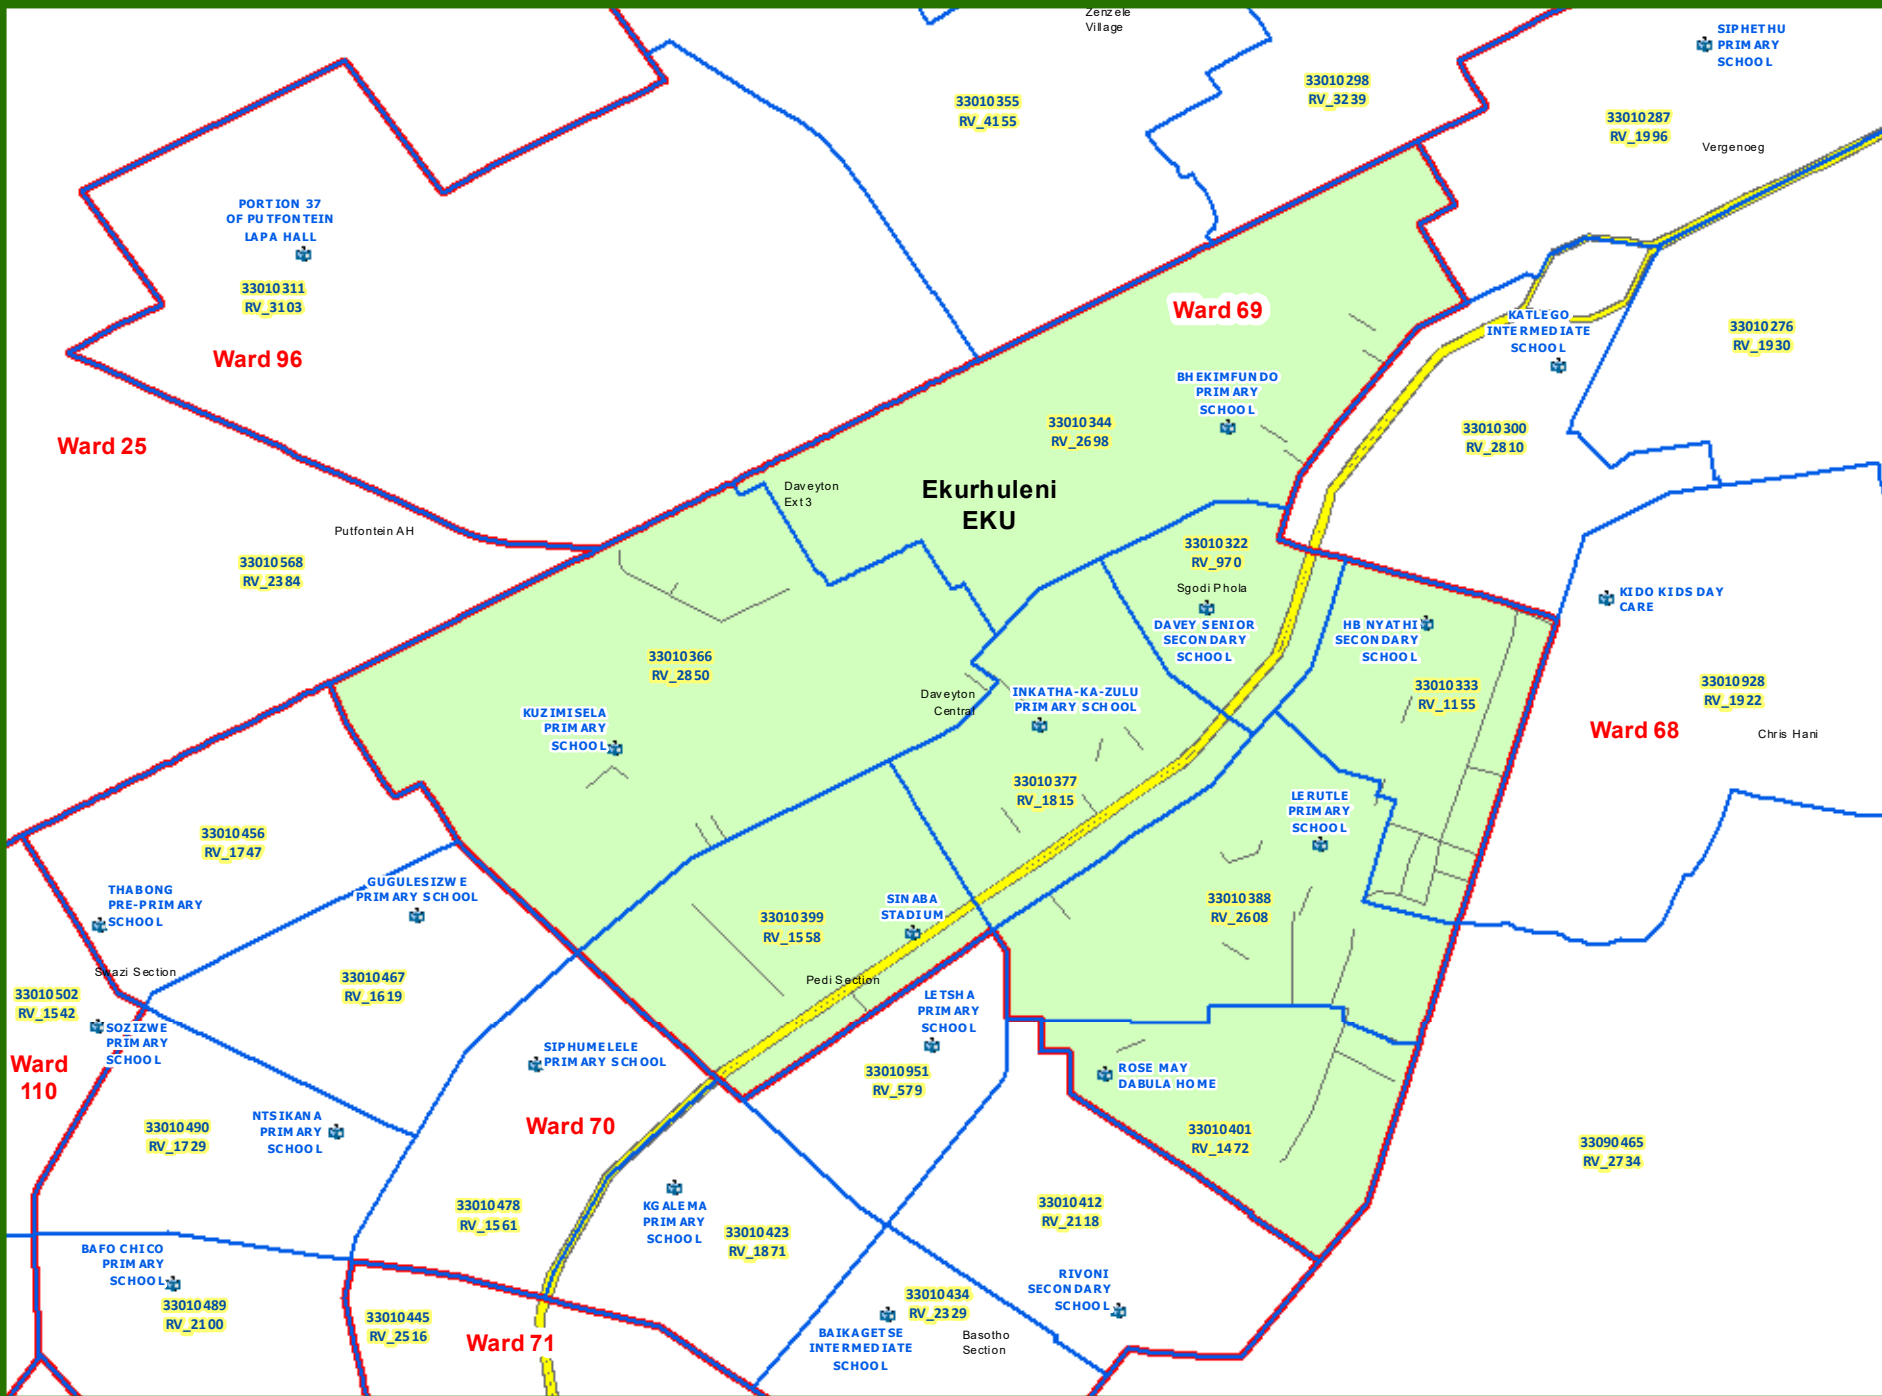 Zenzele
Village
SIPHETHU
PRIMARY
SCHOOL
33010355
RV_4155
33010298
RV_3239
33010287
RV_1996
Vergenoeg
PORTION 37
OF PUTFONTEIN
LAPA HALL
33010311
RV_3103
Ward 96
Ward 69
KATLEGO
INTERMEDIATE
SCHOOL
33010276
RV_1930
Ward 25
BHEKIMFUNDO
PRIMARY
SCHOOL
33010344
RV_2698
33010300
RV_2810
Daveyton
Ext 3
Ekurhuleni
EKU
Putfontein AH
33010568
RV_2384
33010322
RV_970
Sgodi Phola
DAVEY SENIOR
SECONDARY
SCHOOL
HB NYATHI
SECONDARY
SCHOOL
KIDO KIDS DAY
CARE
33010366
RV_2850
33010333
RV_1155
33010928
RV_1922
Ward 68
Chris Hani
Daveyton
Central
INKATHA-KA-ZULU
PRIMARY SCHOOL
KUZIMISELA
PRIMARY
SCHOOL
33010377
RV_1815
LERUTLE
PRIMARY
SCHOOL
33010456
RV_1747
THABONG
PRE-PRIMARY
SCHOOL
GUGULESIZWE
PRIMARY SCHOOL
33010399
RV_1558
SINABA
STADIUM
33010388
RV_2608
Swazi Section
33010467
RV_1619
Pedi Section
33010502
RV_1542
SOZIZWE
PRIMARY
SCHOOL
LETSHA
PRIMARY
SCHOOL
Ward
110
SIPHUMELELE
PRIMARY SCHOOL
33010951
RV_579
ROSE MAY
DABULA HOME
NTSIKANA
PRIMARY
SCHOOL
33010490
RV_1729
Ward 70
33010401
RV_1472
33090465
RV_2734
33010478
RV_1561
KGALEMA
PRIMARY
SCHOOL
33010423
RV_1871
33010412
RV_2118
BAFO CHICO
PRIMARY
SCHOOL
33010489
RV_2100
33010445
RV_2516
Ward 71
33010434
RV_2329
RIVONI
SECONDARY
SCHOOL
BAIKAGETSE
INTERMEDIATE
SCHOOL
Basotho
Section